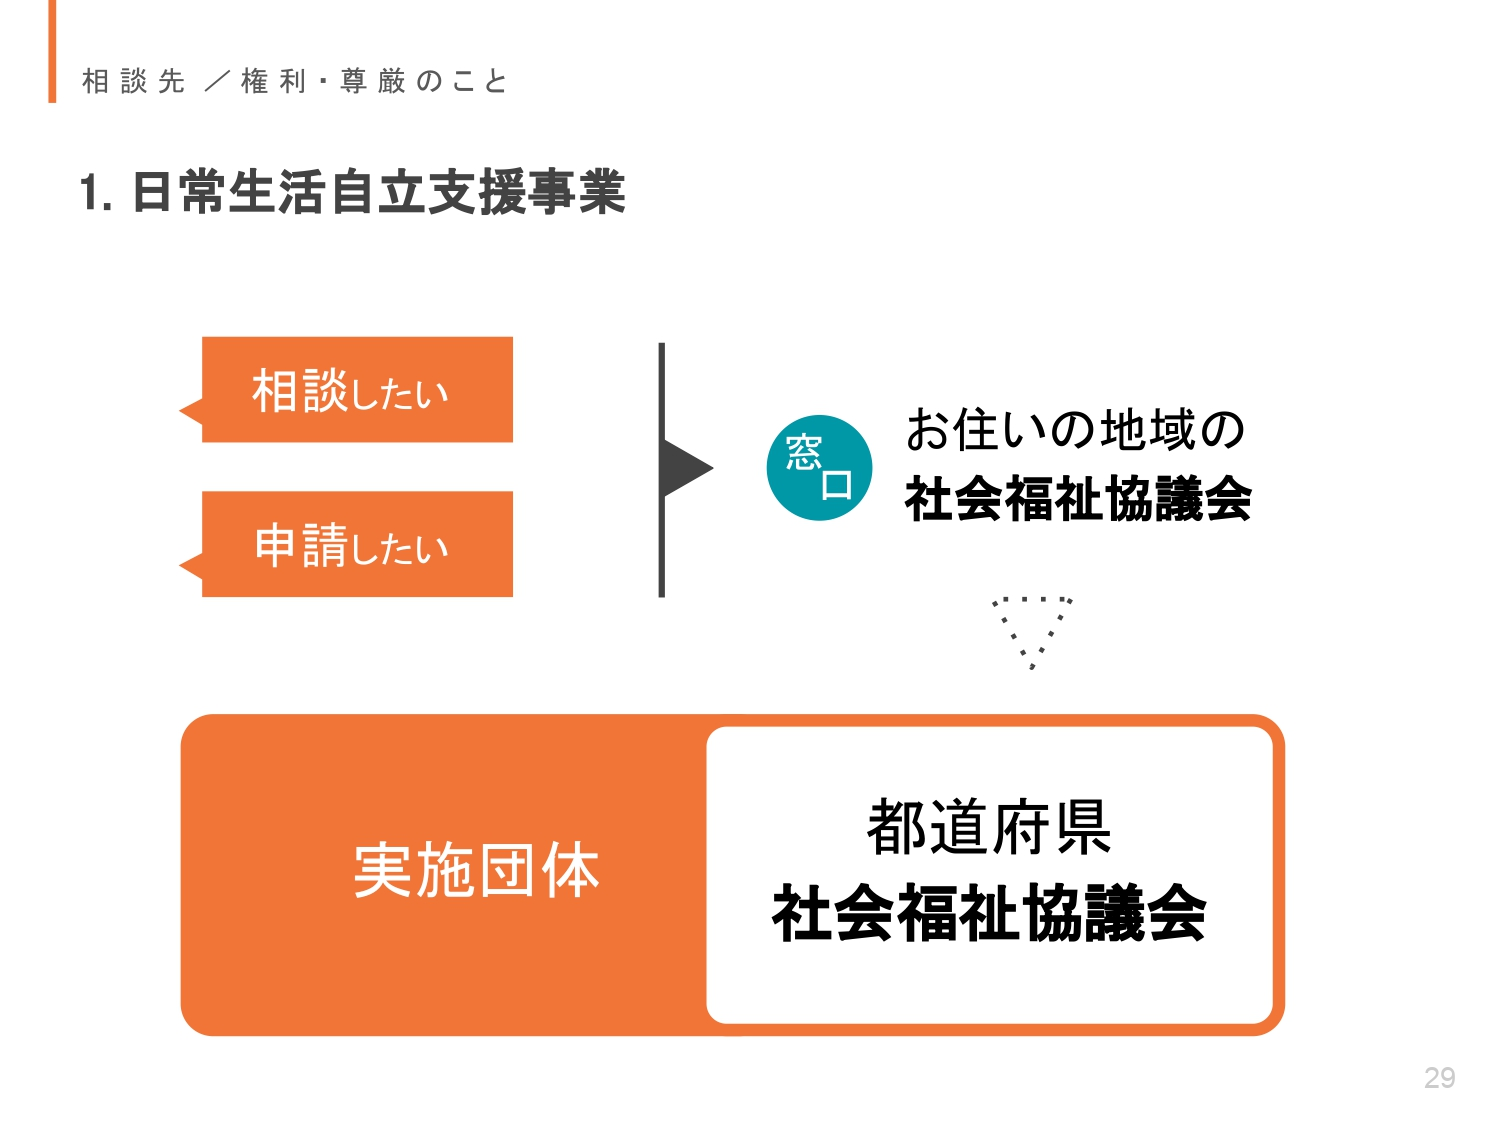 相談先 ／権利・尊厳のこと
1. 日常生活自立支援事業
相談したい
申請したい
窓口
お住いの地域の
社会福祉協議会
実施団体
都道府県
社会福祉協議会
29